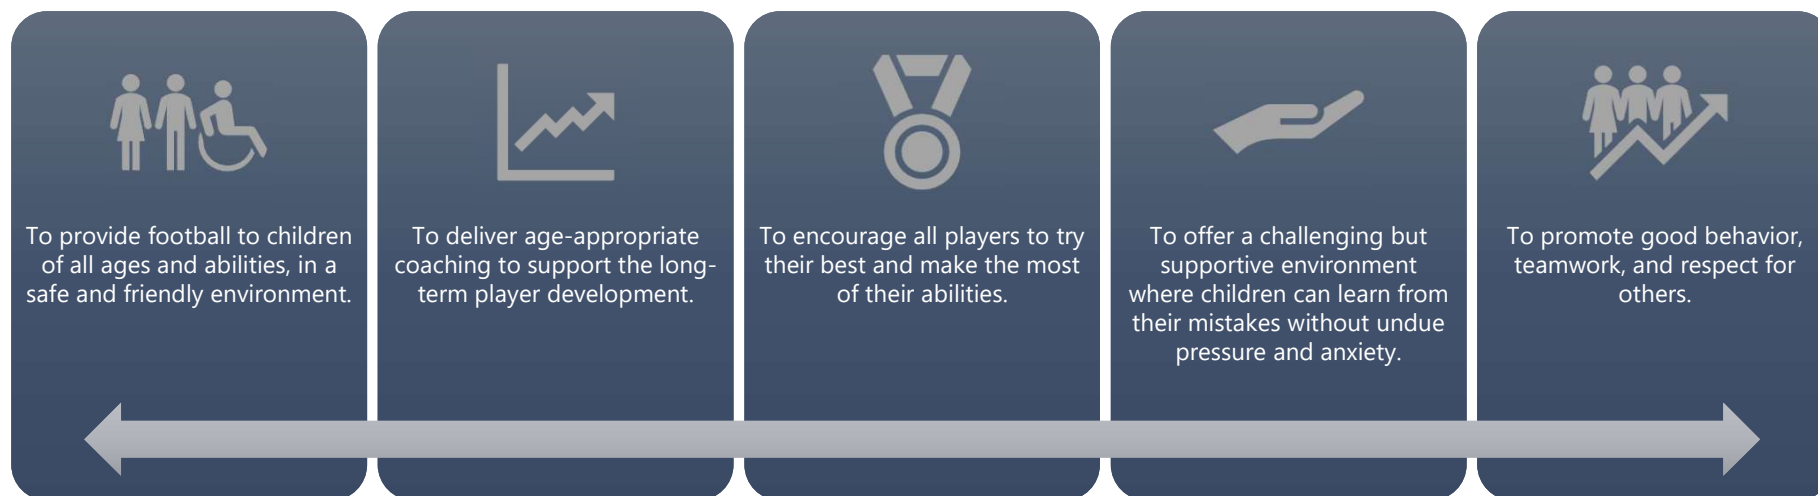 To provide football to children
of all ages and abilities, in a
safe and friendly environment.
To deliver age-appropriate
coaching to support the long-
term player development.
To encourage all players to try
their best and make the most
of their abilities.
To offer a challenging but
supportive environment
where children can learn from
their mistakes without undue
pressure and anxiety.
To promote good behavior,
teamwork, and respect for
others.